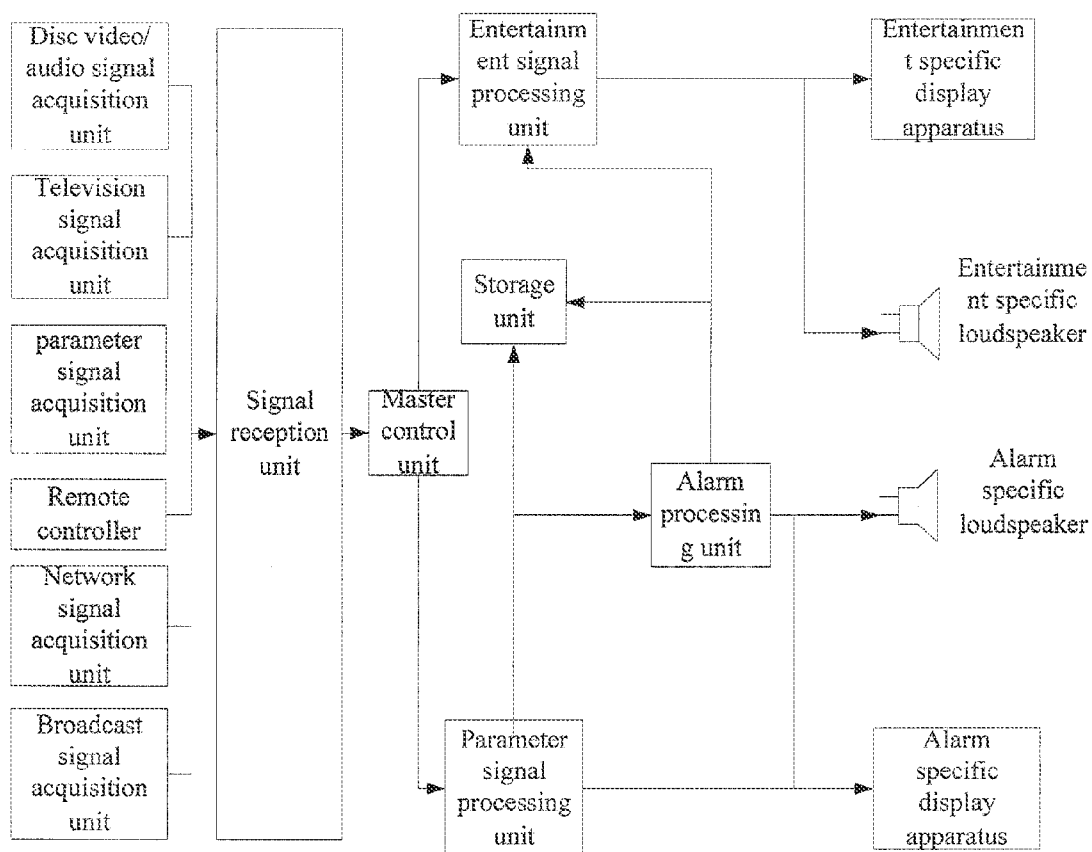 Disc video/
audio signal
acquisition
unit
Television
signal
acquisition
unit
parameter
signal
acquisition
unit
Remote
controller
Network
signal
acquisition
unit
Broadcast
signal
acquisition
unit
Signal
reception
unit
Master
control
unit
Entertainm
ent signal
processing
unit
Storage
unit
Alarm
processin
g unit
Parameter
signal
processing
unit
Entertainmen
t specific
display
apparatus
Entertainme
nt specific
loudspeaker
Alarm
specific
loudspeaker
Alarm
specific
display
apparatus